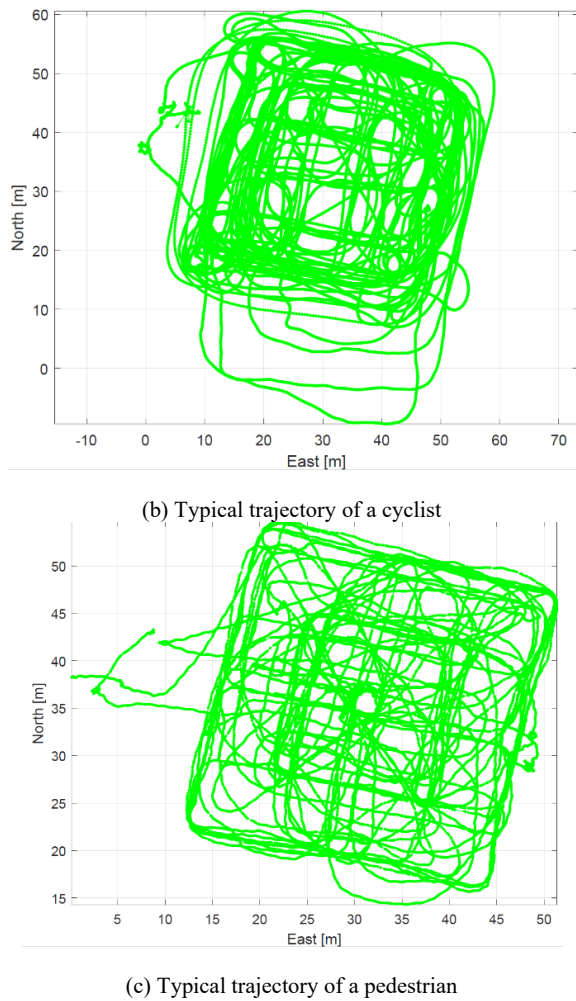 60
50
40
30
20
10
0
North [m]
-10 0 10 20 30 40 50 60 70
East [m]
(b) Typical trajectory of a cyclist
50
45
40
35
30
25
20
15
North [m]
5 10 15 20 25 30 35 40 45 50
East [m]
(c) Typical trajectory of a pedestrian